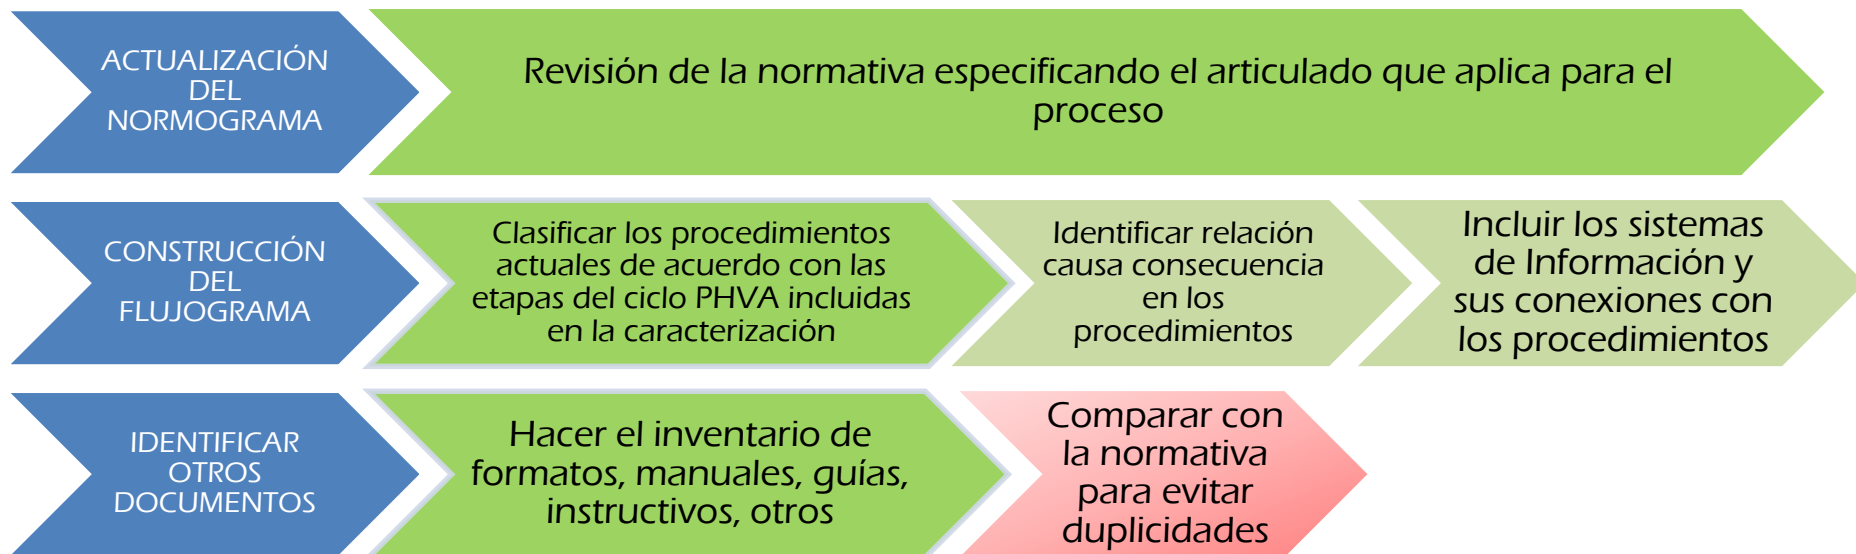 ACTUALIZACIÓN
DEL
NORMOGRAMA
Revisión de la normativa especificando el articulado que aplica para el
proceso
CONSTRUCCIÓN
DEL
FLUJOGRAMA
Clasificar los procedimientos
actuales de acuerdo con las
etapas del ciclo PHVA incluidas
en la caracterización
Identificar relación
causa consecuencia
en los
procedimientos
Incluir los sistemas
de Información y
sus conexiones con
los procedimientos
IDENTIFICAR
OTROS
DOCUMENTOS
Hacer el inventario de
formatos, manuales, guías,
instructivos, otros
Comparar con
la normativa
para evitar
duplicidades